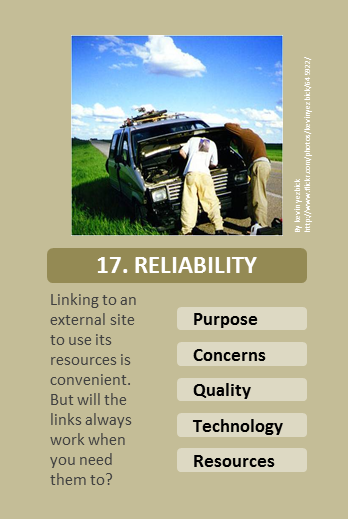 By kevinyezbick
http://www.flickr.com/photos/kevinyezbick/645922/
17. RELIABILITY
Linking to an
external site
to use its
resources is
convenient.
But will the
links always
work when
you need
them to?
Purpose
Concerns
Quality
Technology
Resources